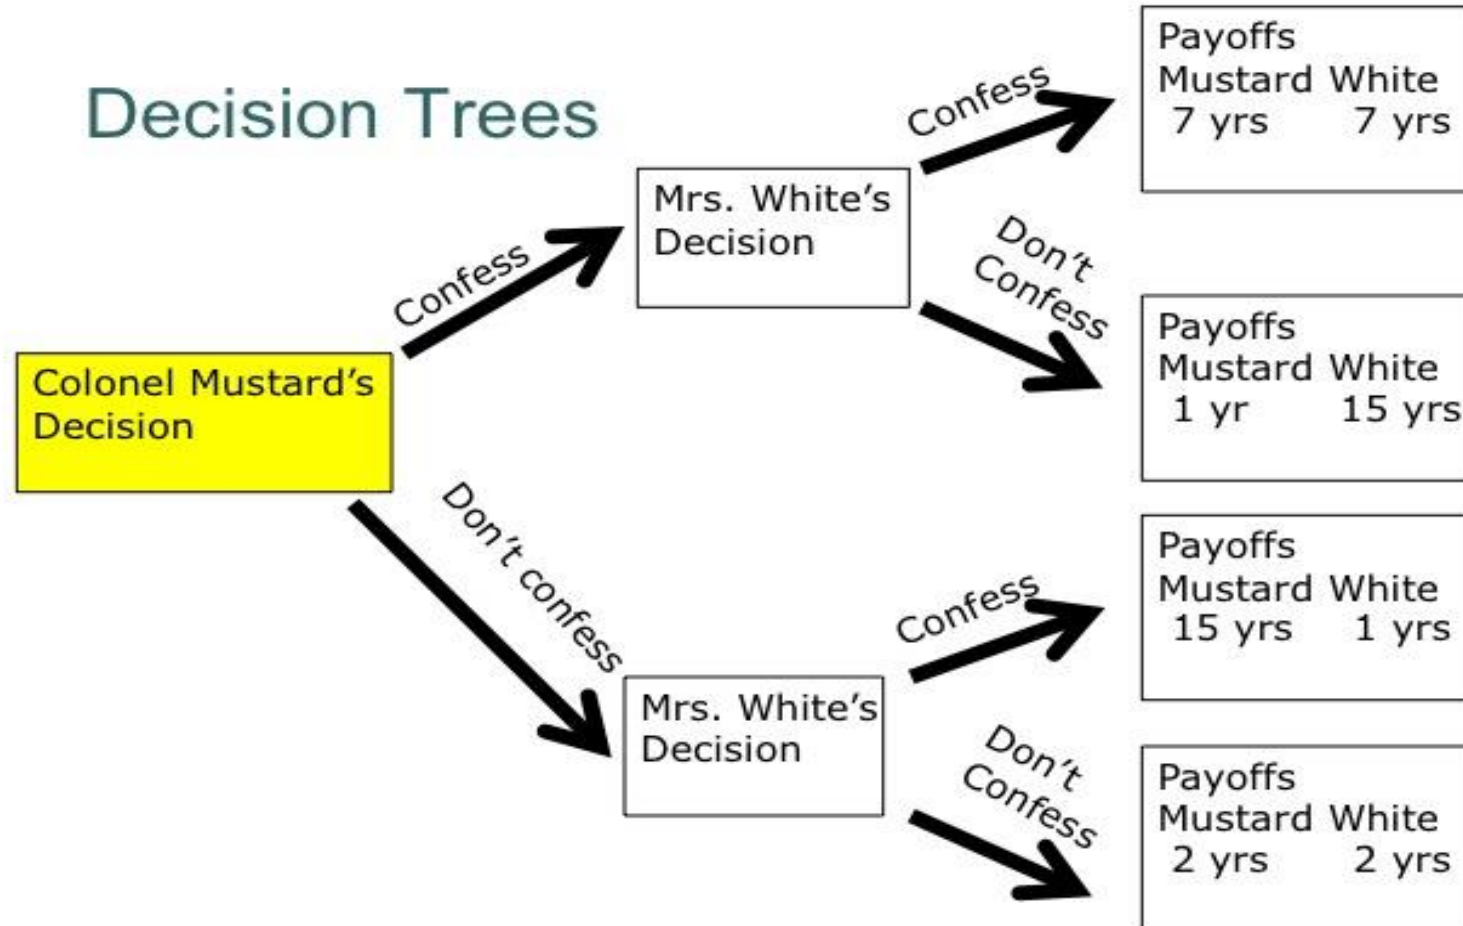 Decision Trees
Colonel Mustard's
Decision
Confess
Don't confess
Mrs. White's
Decision
Confess
Don't
Confess
Payoffs
Mustard White
7 yrs 7 yrs
Payoffs
Mustard White
1 yr 15 yrs
Mrs. White's
Decision
Confess
Don't
Confess
Payoffs
Mustard White
15 yrs 1 yrs
Payoffs
Mustard White
2 yrs 2 yrs